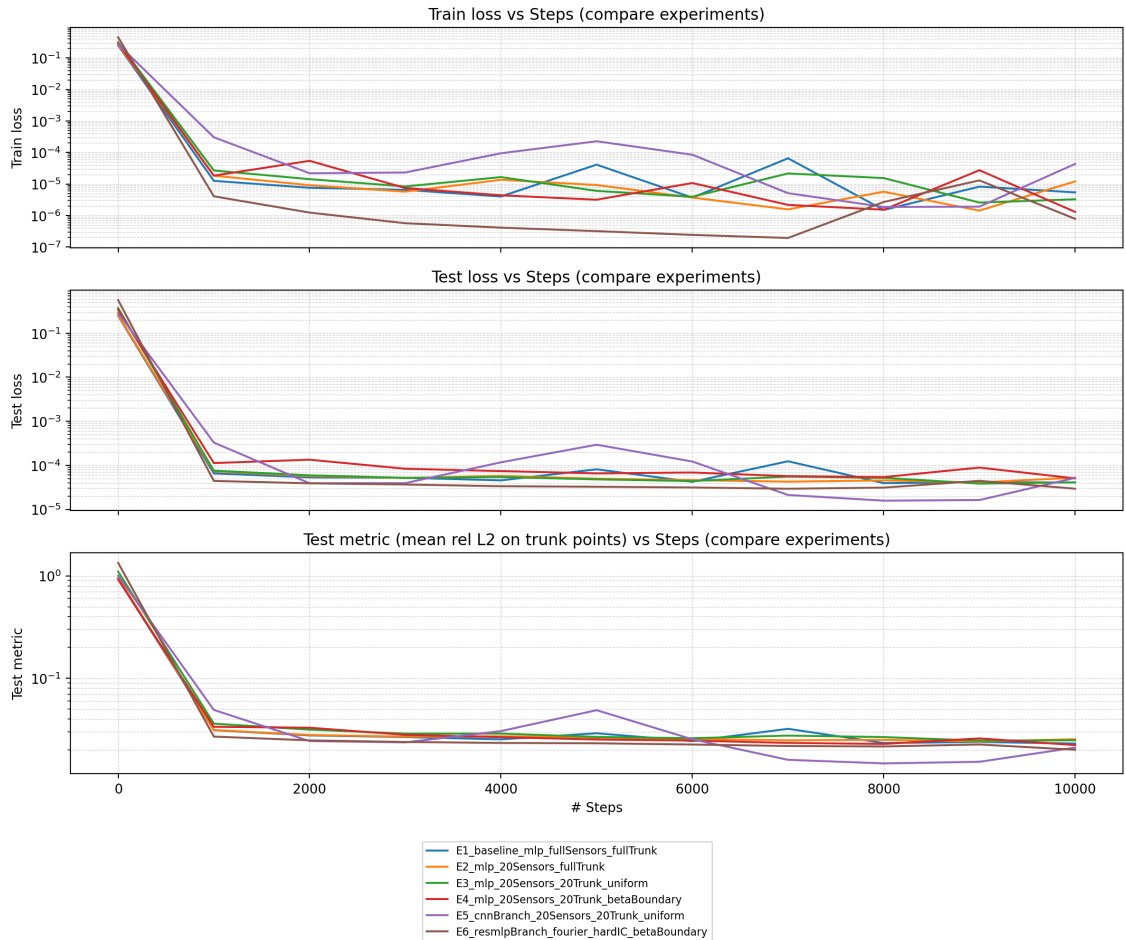 Train loss vs Steps (compare experiments)
Train loss
10⁻¹
10⁻²
10⁻³
10⁻⁴
10⁻⁵
10⁻⁶
10⁻⁷
Test loss vs Steps (compare experiments)
Test loss
10⁻¹
10⁻²
10⁻³
10⁻⁴
10⁻⁵
Test metric (mean rel L2 on trunk points) vs Steps (compare experiments)
Test metric
10⁰
10⁻¹
0 2000 4000 6000 8000 10000
# Steps
E1_baseline_mlp_fullSensors_fullTrunk
E2_mlp_20Sensors_fullTrunk
E3_mlp_20Sensors_20Trunk_uniform
E4_mlp_20Sensors_20Trunk_betaBoundary
E5_cnnBranch_20Sensors_20Trunk_uniform
E6_resmlpBranch_fourier_hardIC_betaBoundary